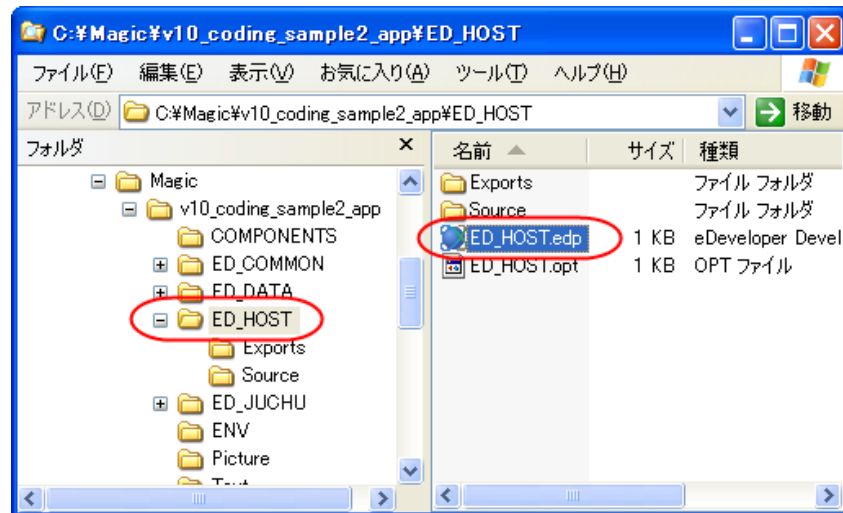 C:¥Magic¥v10_coding_sample2_app¥ED_HOST
ファイル(F) 編集(E) 表示(V) お気に入り(A) ツール(T) ヘルプ(H)
アドレス(D) C:¥Magic¥v10_coding_sample2_app¥ED_HOST 移動
フォルダ ×
Magic
v10_coding_sample2_app
COMPONENTS
ED_COMMON
ED_DATA
ED_HOST
Exports
Source
ED_JUCHU
ENV
Picture
Text
名前 サイズ 種類
Exports ファイル フォルダ
Source ファイル フォルダ
ED_HOST.edp 1 KB eDeveloper Devel
ED_HOST.opt 1 KB OPT ファイル